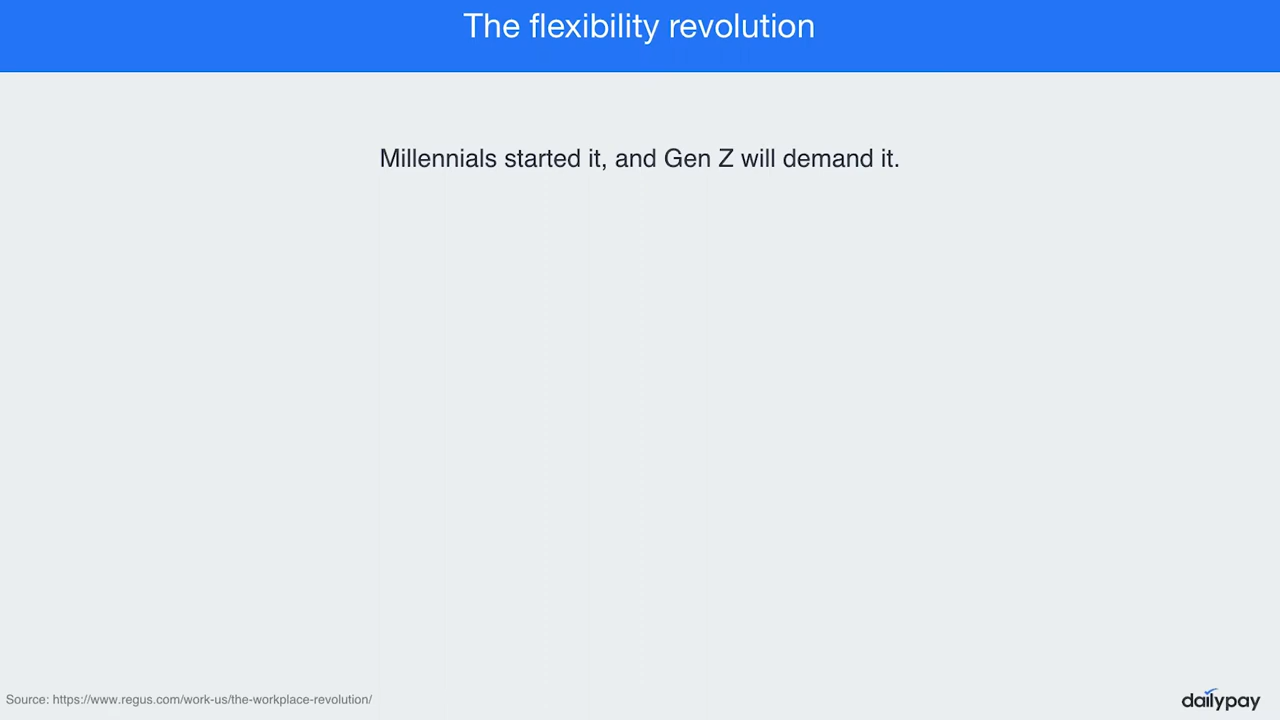 The flexibility revolution
Millennials started it, and Gen Z will demand it.
Source: https://www.regus.com/work-us/the-workplace-revolution/
dailypay